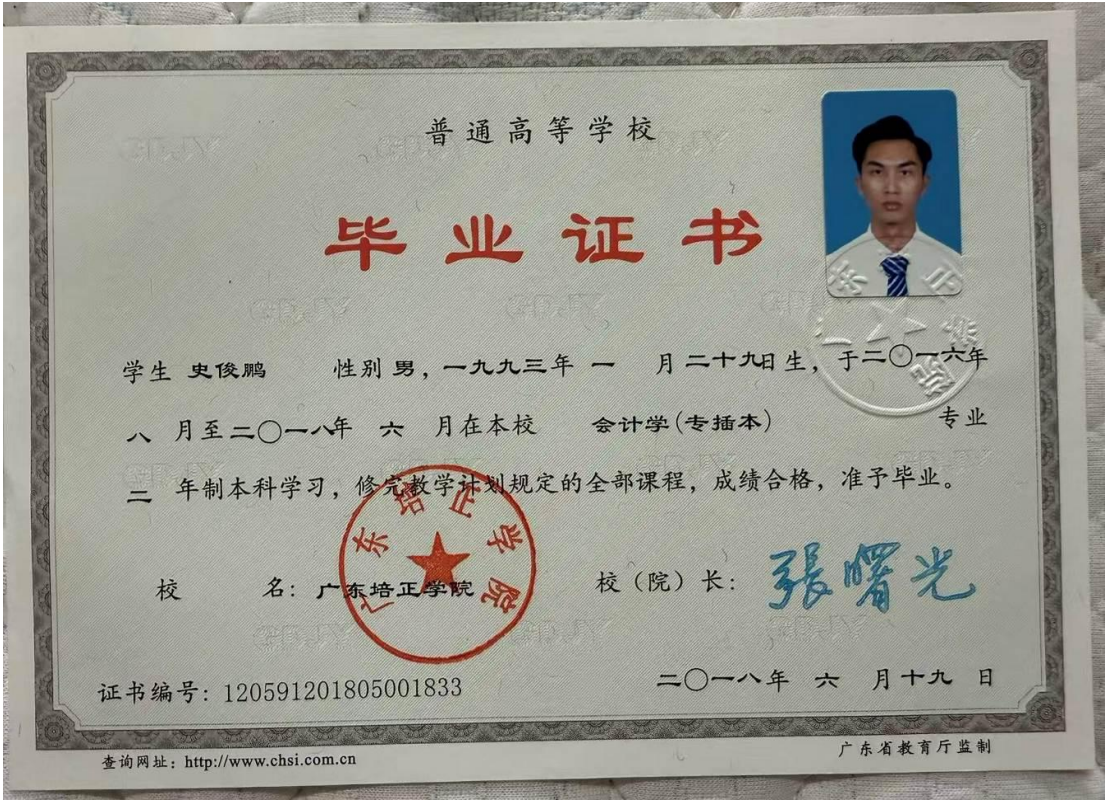 普通高等学校
毕业证书
学生 史俊鹏 性别 男，一九九三年 一 月 二十九日生，于二〇一六年
八 月至二〇一八年 六 月在本校 会计学(专插本) 专业
二 年制本科学习，修完教学计划规定的全部课程，成绩合格，准予毕业。
校 名：广东培正学院 校（院）长：張曙光
广东培正学院
证书编号：120591201805001833 二〇一八年 六 月十九 日
查询网址：http://www.chsi.com.cn 广东省教育厅监制